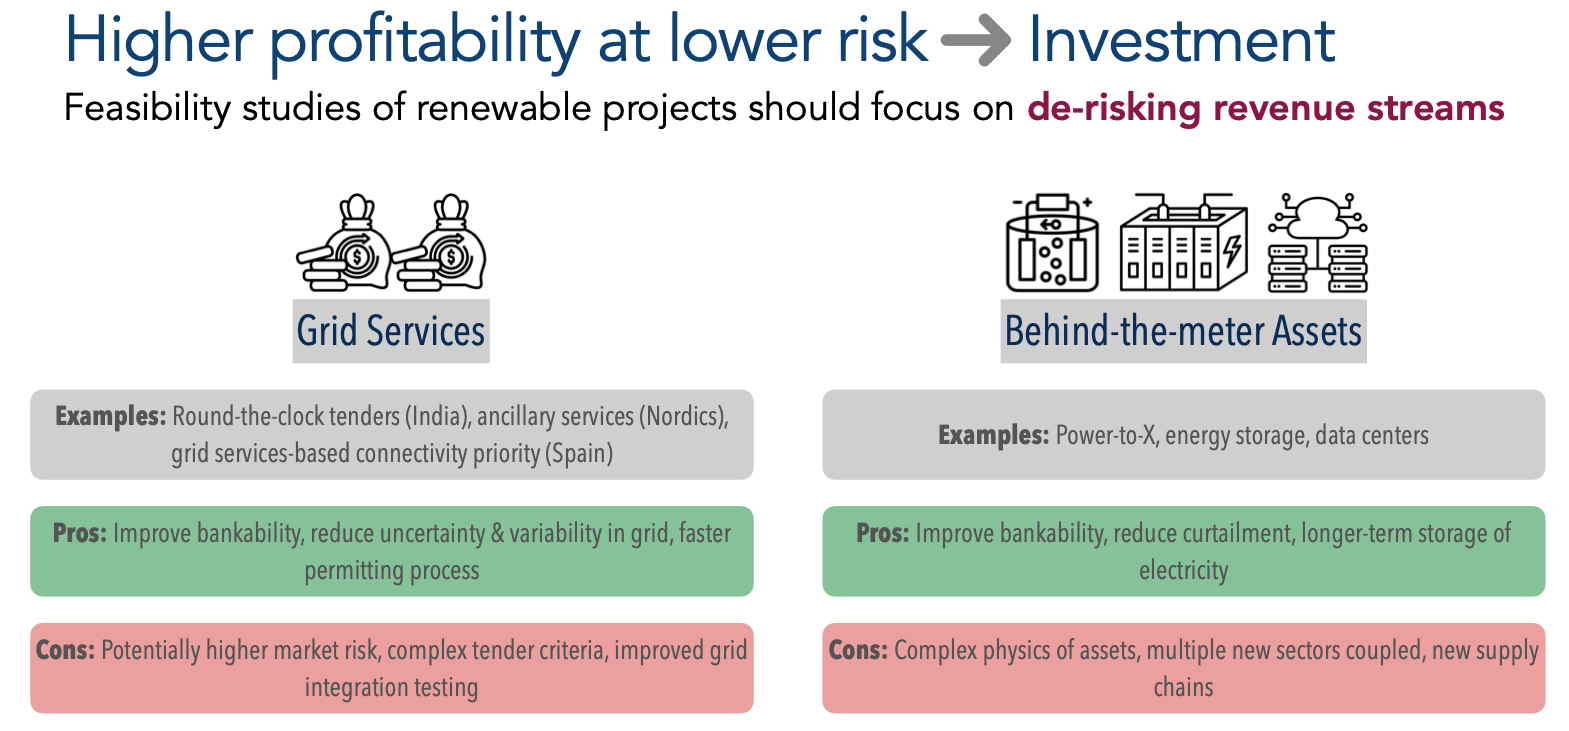 Higher profitability at lower risk → Investment
Feasibility studies of renewable projects should focus on de-risking revenue streams
- +
$ $
Grid Services
Examples: Round-the-clock tenders (India), ancillary services (Nordics),
grid services-based connectivity priority (Spain)
Pros: Improve bankability, reduce uncertainty & variability in grid, faster
permitting process
Cons: Potentially higher market risk, complex tender criteria, improved grid
integration testing
Behind-the-meter Assets
Examples: Power-to-X, energy storage, data centers
Pros: Improve bankability, reduce curtailment, longer-term storage of
electricity
Cons: Complex physics of assets, multiple new sectors coupled, new supply
chains